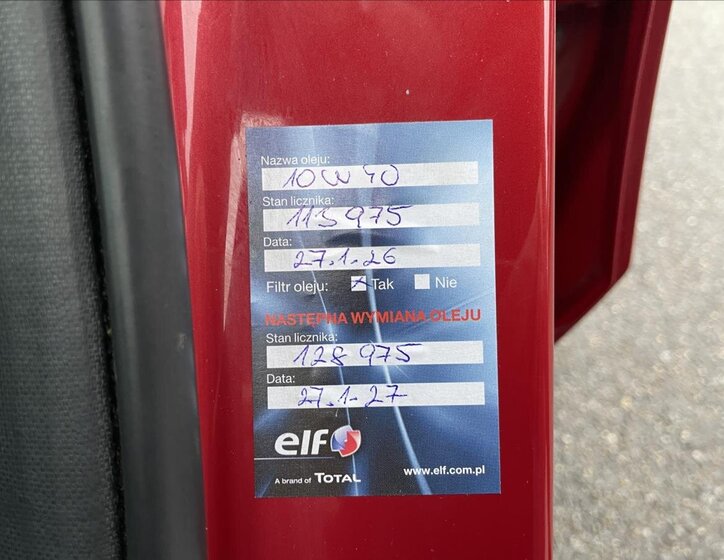 Nazwa oleju:
10W40
Stan licznika:
113975
Data:
27.1.26
Filtr oleju: Tak Nie
NASTĘPNA WYMIANA OLEJU
Stan licznika:
128975
Data:
27.1.27
elf
A brand of TOTAL
www.elf.com.pl